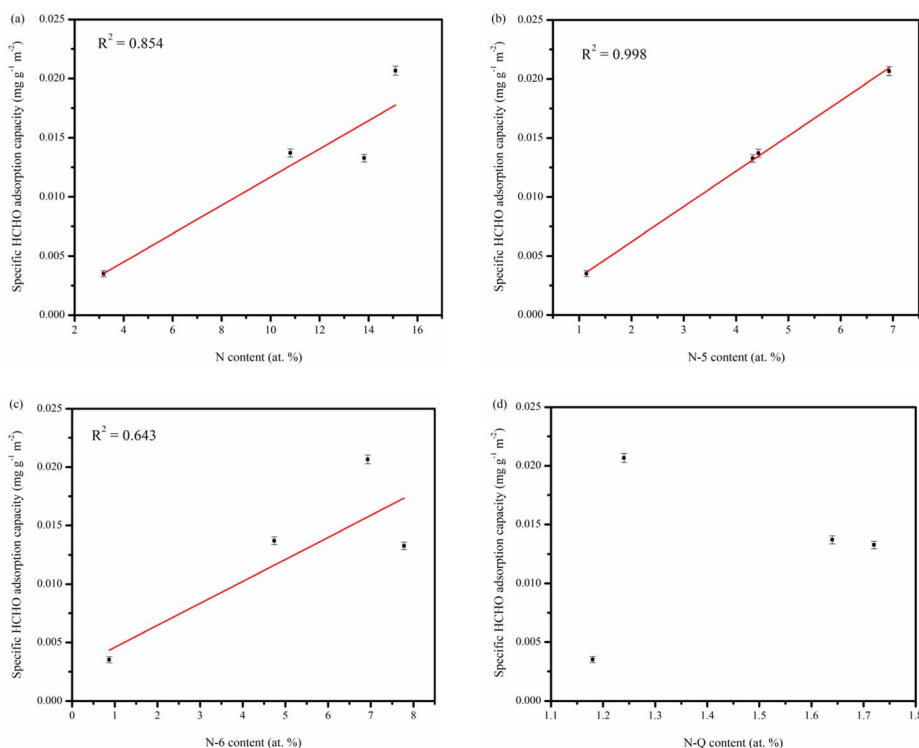 (a)
R² = 0.854
Specific HCHO adsorption capacity (mg g⁻¹ m⁻²)
0.025
0.020
0.015
0.010
0.005
0.000
2 4 6 8 10 12 14 16
N content (at. %)
(b)
R² = 0.998
Specific HCHO adsorption capacity (mg g⁻¹ m⁻²)
0.025
0.020
0.015
0.010
0.005
0.000
1 2 3 4 5 6 7
N-5 content (at. %)
(c)
R² = 0.643
Specific HCHO adsorption capacity (mg g⁻¹ m⁻²)
0.025
0.020
0.015
0.010
0.005
0.000
0 1 2 3 4 5 6 7 8
N-6 content (at. %)
(d)
Specific HCHO adsorption capacity (mg g⁻¹ m⁻²)
0.025
0.020
0.015
0.010
0.005
0.000
1.1 1.2 1.3 1.4 1.5 1.6 1.7 1.8
N-Q content (at. %)